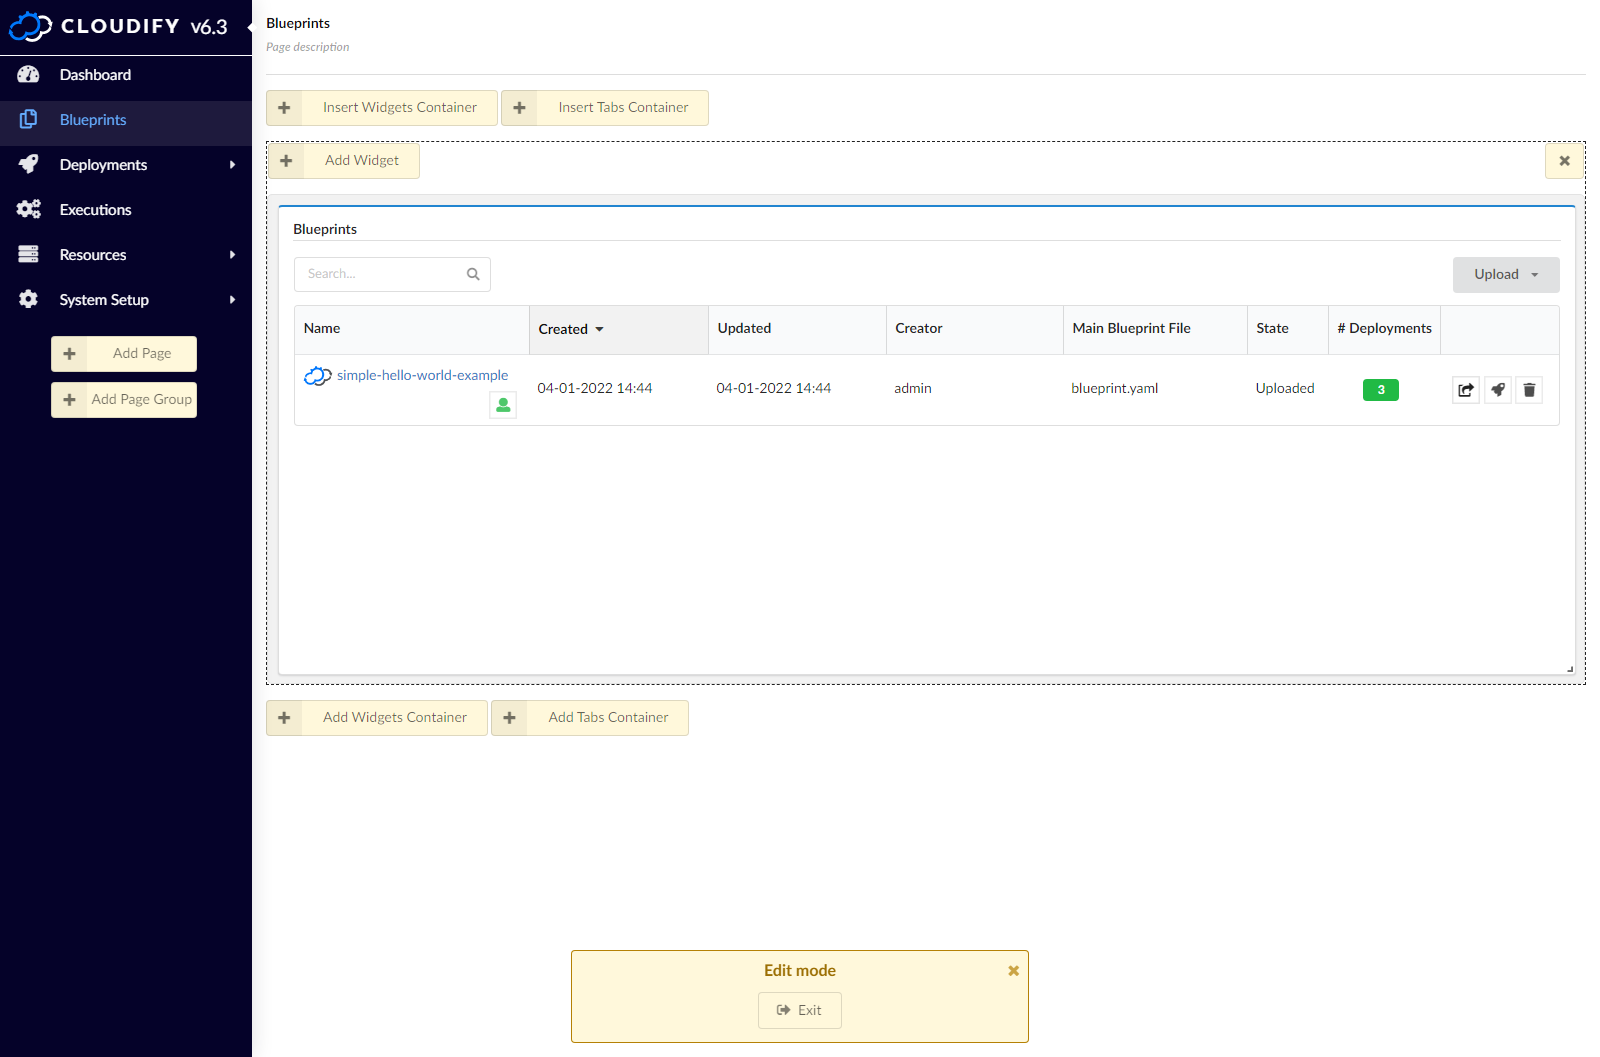 CLOUDIFY v6.3
Dashboard
Blueprints
Deployments
Executions
Resources
System Setup
Add Page
Add Page Group
Blueprints
Page description
Insert Widgets Container
Insert Tabs Container
Add Widget
Blueprints
Search...
Upload
Name Created Updated Creator Main Blueprint File State # Deployments
simple-hello-world-example 04-01-2022 14:44 04-01-2022 14:44 admin blueprint.yaml Uploaded 3
Add Widgets Container
Add Tabs Container
Edit mode
Exit